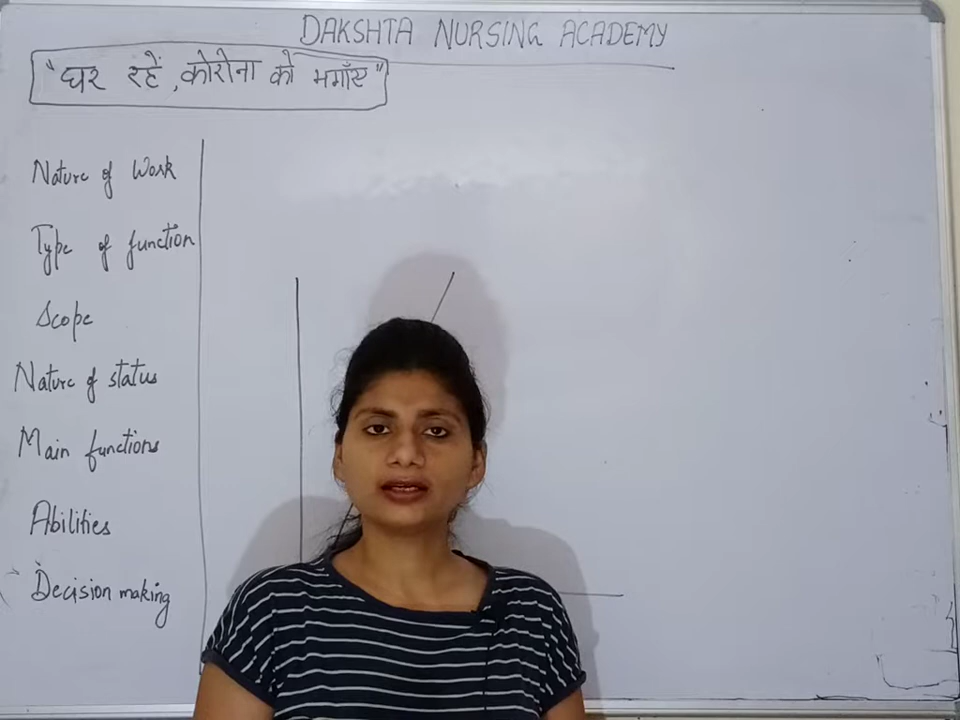 DAKSHTA NURSING ACADEMY
"घर रहें, कोरोना को भगाँए"
Nature of Work
Type of function
Scope
Nature of status
Main functions
Abilities
Decision making